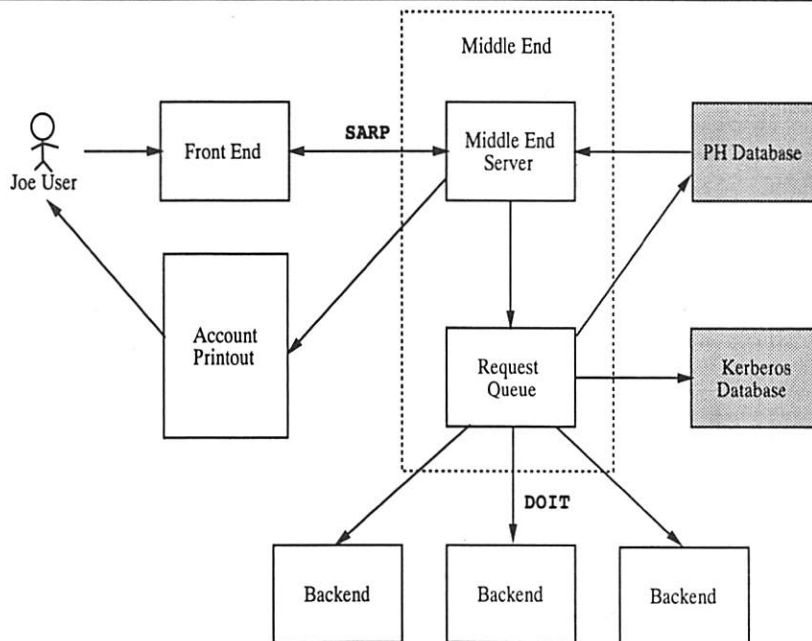 Middle End
SARP
Front End
Middle End
Server
PH Database
Joe User
Account
Printout
Request
Queue
Kerberos
Database
DOIT
Backend
Backend
Backend